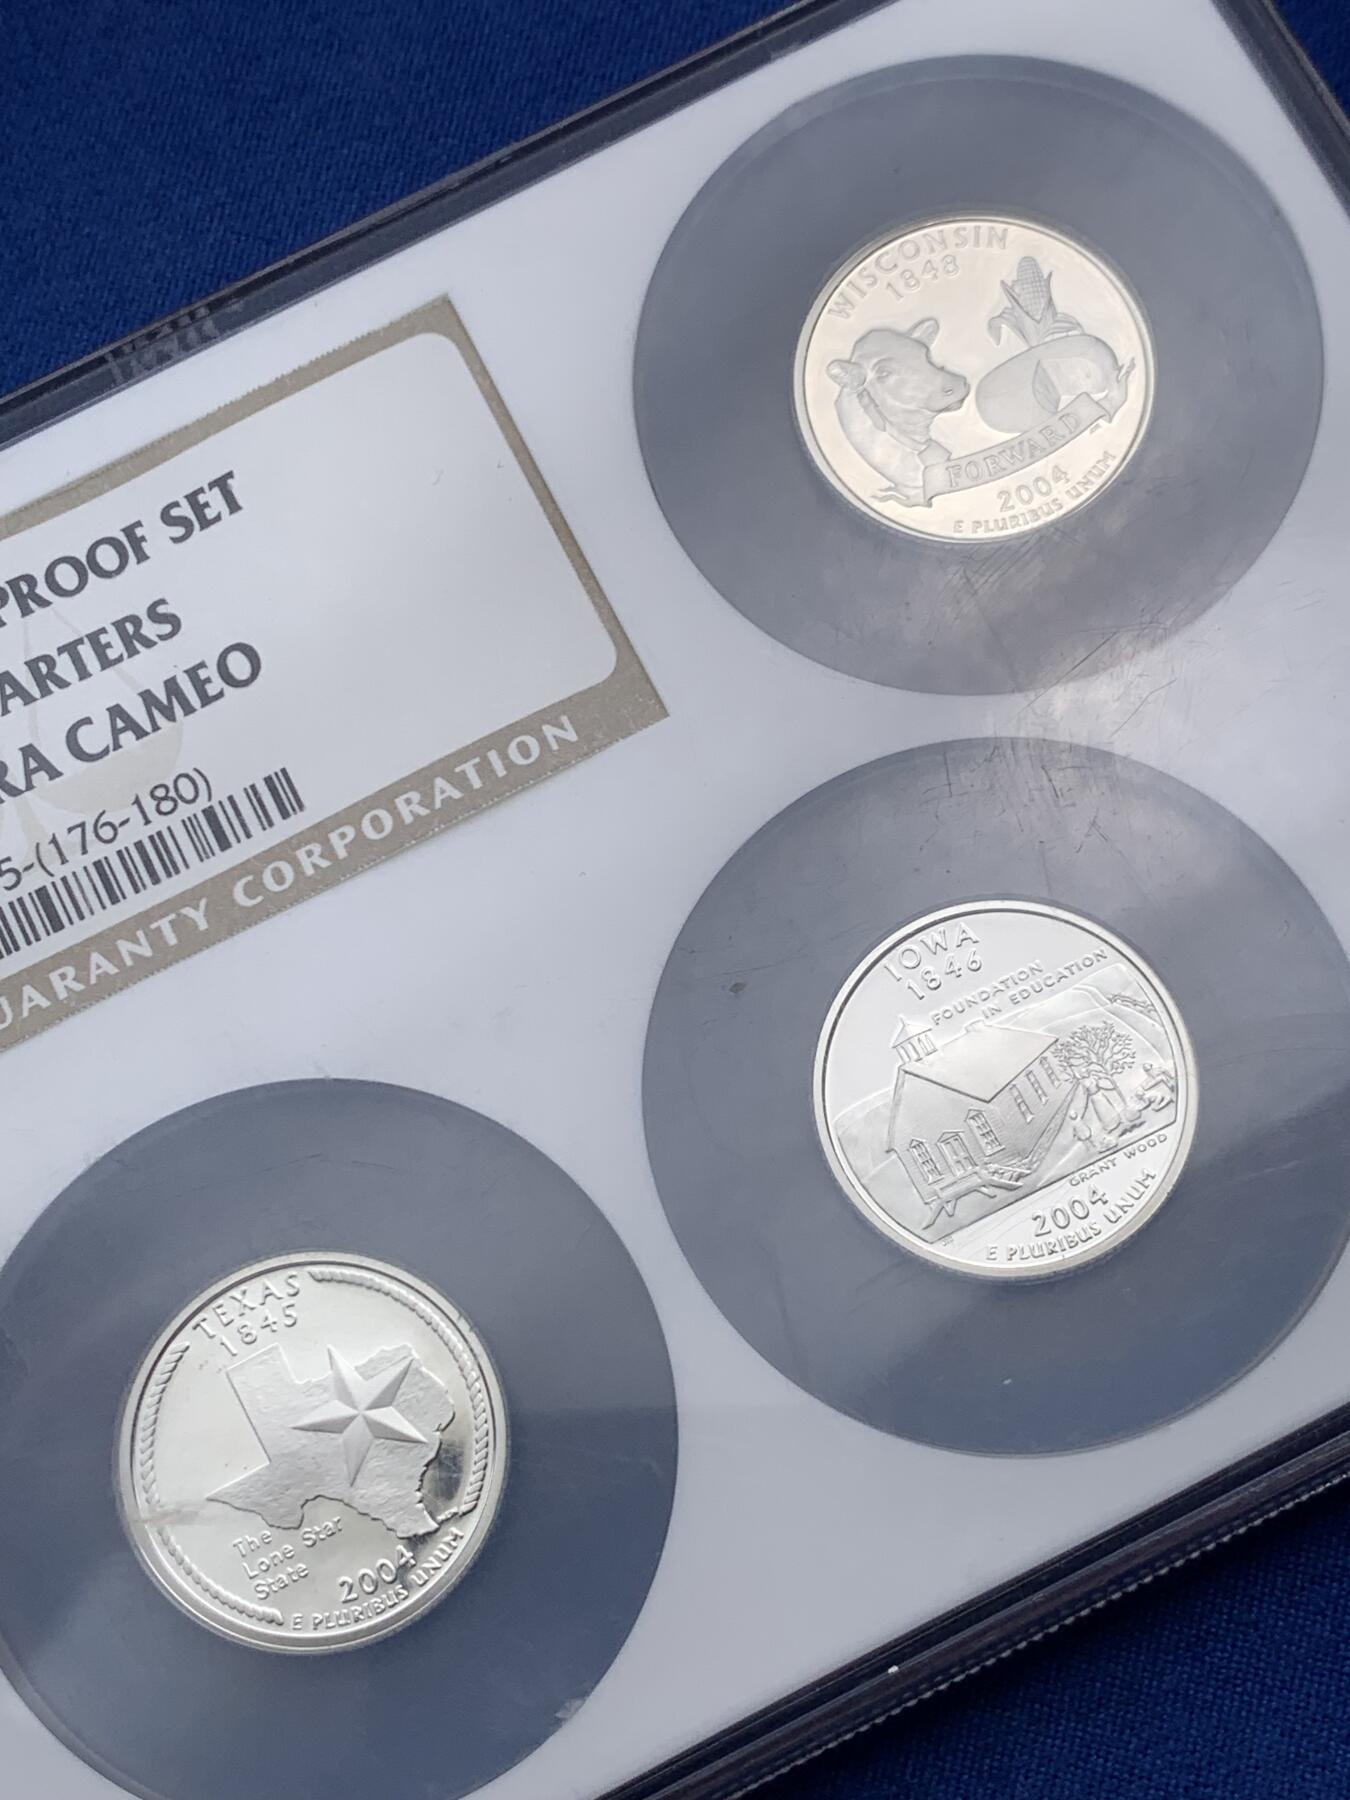 PROOF SET
ARTERS
RA CAMEO
5-(176-180)
UARANTY CORPORATION
WISCONSIN
1848
FORWARD
2004
E PLURIBUS UNUM
IOWA
1846
FOUNDATION
IN EDUCATION
GRANT WOOD
2004
E PLURIBUS UNUM
TEXAS
1845
The
Lone Star
State
2004
E PLURIBUS UNUM